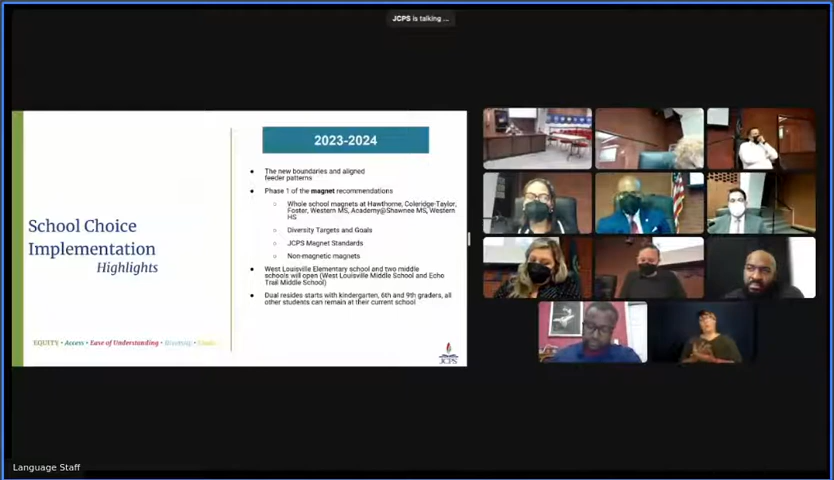 JCPS is talking ...
School Choice
Implementation
Highlights
EQUITY • Access • Ease of Understanding • Diversity •
2023-2024
• The new boundaries and aligned
feeder patterns
• Phase 1 of the magnet recommendations
○ Whole school magnets at Hawthorne, Coleridge-Taylor,
Foster, Western MS, Academy@Shawnee MS, Western
HS
○ Diversity Targets and Goals
○ JCPS Magnet Standards
○ Non-magnetic magnets
• West Louisville Elementary school and two middle
schools will open (West Louisville Middle School and Echo
Trail Middle School)
• Dual resides starts with kindergarten, 6th and 9th graders, all
other students can remain at their current school
JCPS
Language Staff